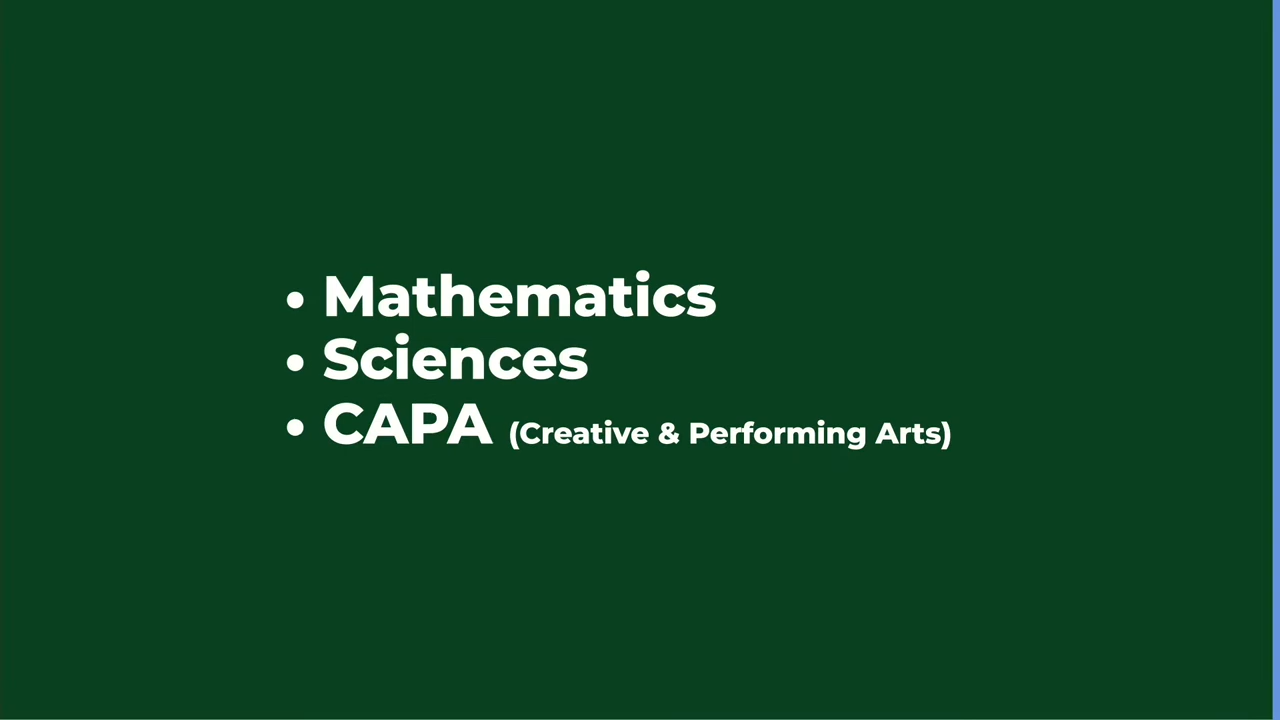 • Mathematics
• Sciences
• CAPA (Creative & Performing Arts)